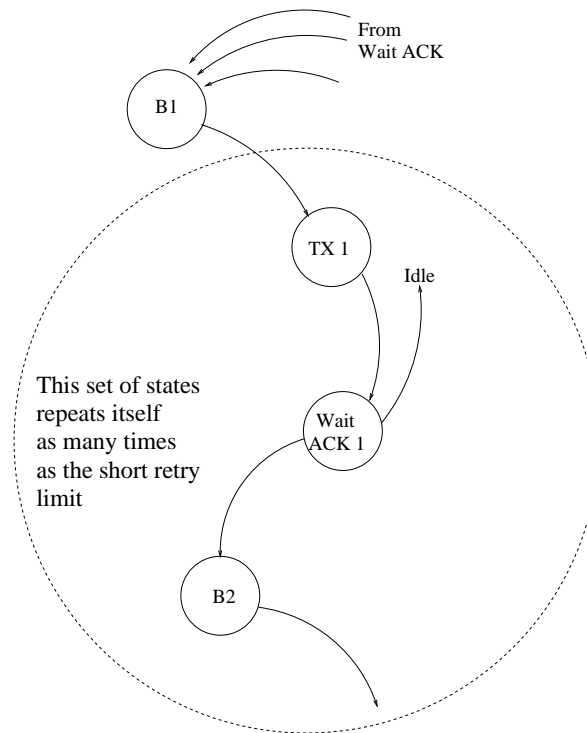 From
Wait ACK
B1
TX 1
Idle
This set of states
repeats itself
as many times
as the short retry
limit
Wait
ACK 1
B2